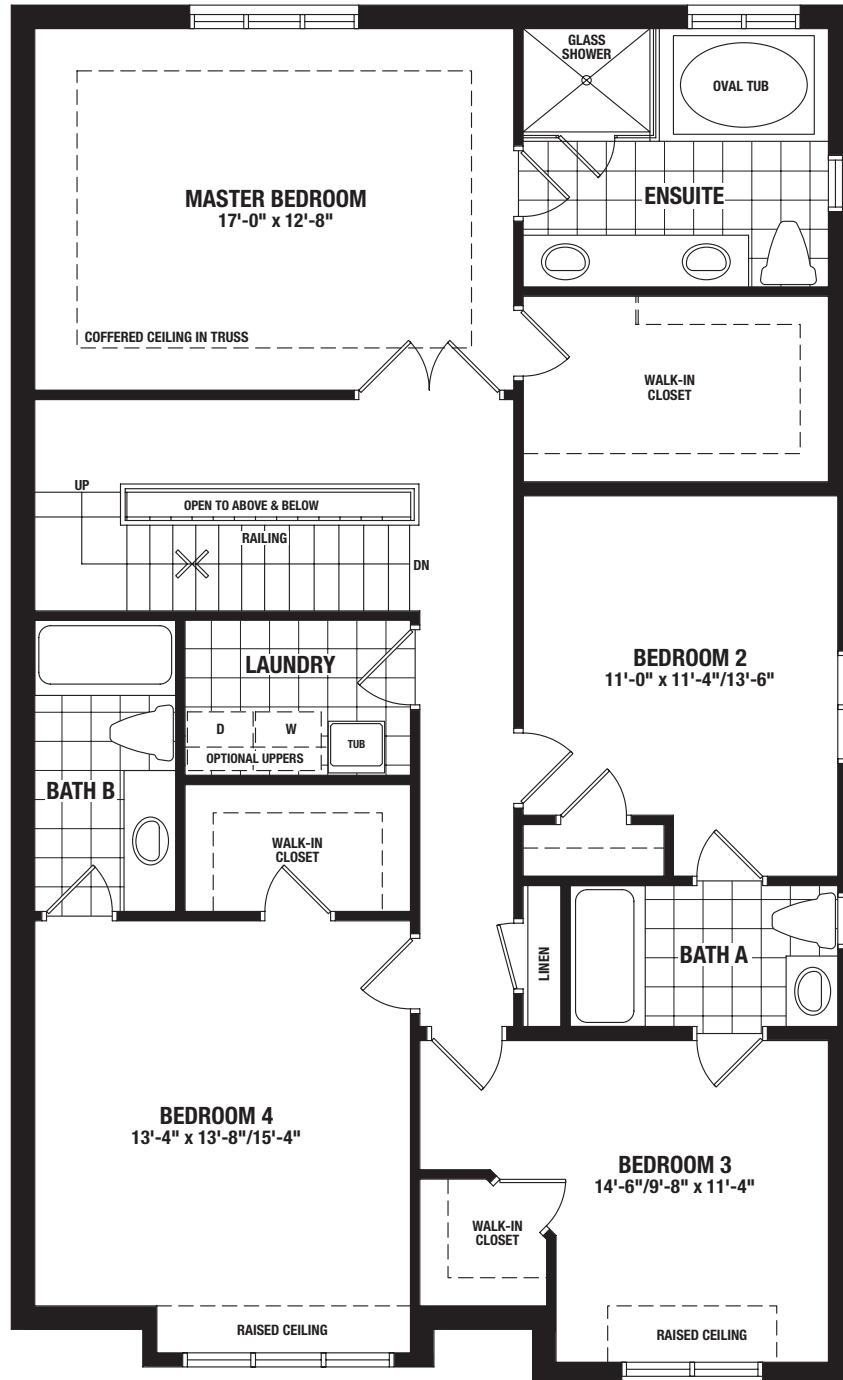 GLASS
SHOWER
OVAL TUB
MASTER BEDROOM
17'-0" x 12'-8"
ENSUITE
COFFERED CEILING IN TRUSS
WALK-IN
CLOSET
UP
OPEN TO ABOVE & BELOW
RAILING
DN
LAUNDRY
BEDROOM 2
11'-0" x 11'-4"/13'-6"
D
W
TUB
OPTIONAL UPPERS
BATH B
WALK-IN
CLOSET
LINEN
BATH A
BEDROOM 4
13'-4" x 13'-8"/15'-4"
BEDROOM 3
14'-6"/9'-8" x 11'-4"
WALK-IN
CLOSET
RAISED CEILING
RAISED CEILING